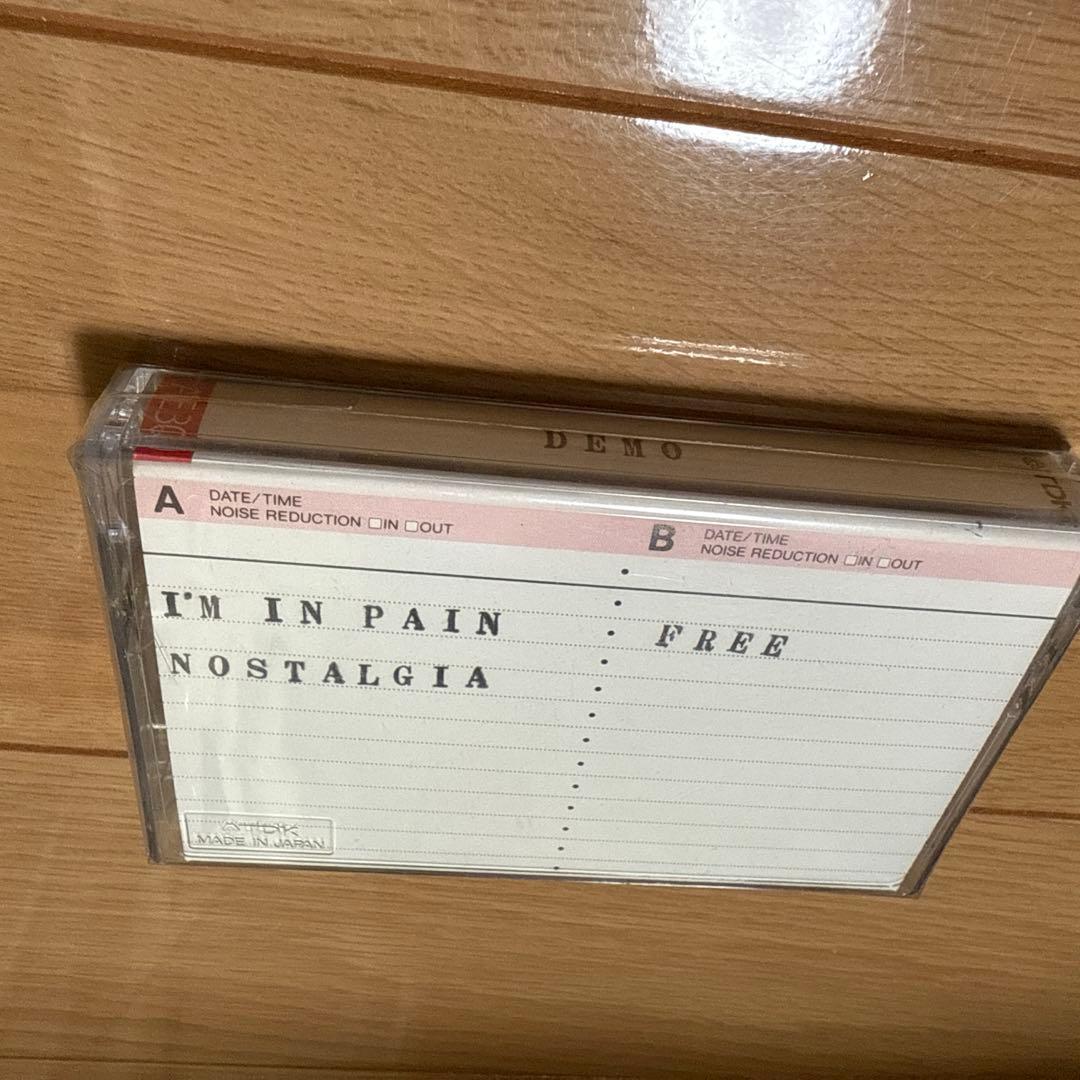 DEMO
TDK
A DATE/TIME
NOISE REDUCTION □IN □OUT
B DATE/TIME
NOISE REDUCTION □IN □OUT
I'M IN PAIN
NOSTALGIA
FREE
TDK
MADE IN JAPAN